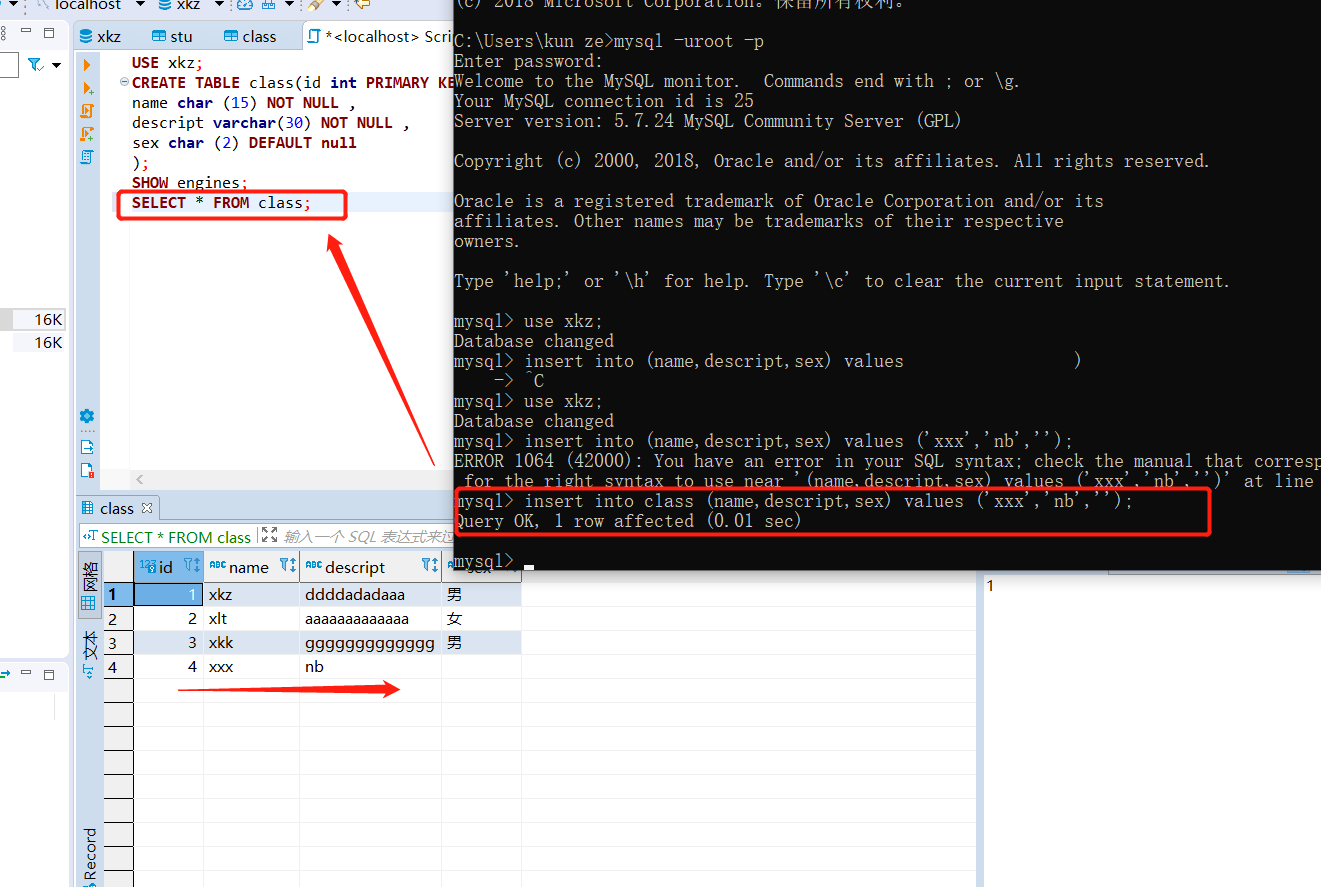 localhost xkz
xkz stu class *<localhost> Scri
USE xkz;
CREATE TABLE class(id int PRIMARY KE
name char (15) NOT NULL ,
descript varchar(30) NOT NULL ,
sex char (2) DEFAULT null
);
SHOW engines;
SELECT * FROM class;
16K
16K
(c) 2018 Microsoft Corporation。保留所有权利。
C:\Users\kun ze>mysql -uroot -p
Enter password:
Welcome to the MySQL monitor.  Commands end with ; or \g.
Your MySQL connection id is 25
Server version: 5.7.24 MySQL Community Server (GPL)
Copyright (c) 2000, 2018, Oracle and/or its affiliates. All rights reserved.
Oracle is a registered trademark of Oracle Corporation and/or its
affiliates. Other names may be trademarks of their respective
owners.
Type 'help;' or '\h' for help. Type '\c' to clear the current input statement.
mysql> use xkz;
Database changed
mysql> insert into (name,descript,sex) values )
-> ^C
mysql> use xkz;
Database changed
mysql> insert into (name,descript,sex) values ('xxx','nb','');
ERROR 1064 (42000): You have an error in your SQL syntax; check the manual that corresp
for the right syntax to use near '(name,descript,sex) values ('xxx','nb','')' at line
mysql> insert into class (name,descript,sex) values ('xxx','nb','');
Query OK, 1 row affected (0.01 sec)
mysql>
class
SELECT * FROM class 输入一个 SQL 表达式来过
网格
文本
Record
123 id ABC name ABC descript
1 1 xkz ddddadadaaa 男
2 2 xlt aaaaaaaaaaaaa 女
3 3 xkk ggggggggggggg 男
4 4 xxx nb
1